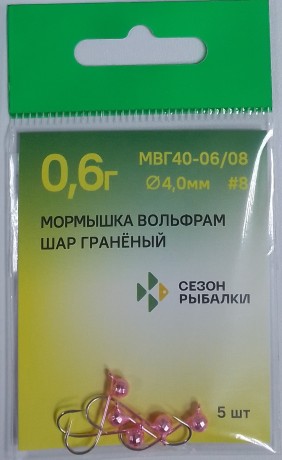 0,6г
МВГ40-06/08
Ø4,0мм #8
МОРМЫШКА ВОЛЬФРАМ
ШАР ГРАНЁНЫЙ
СЕЗОН
РЫБАЛКИ
5 шт